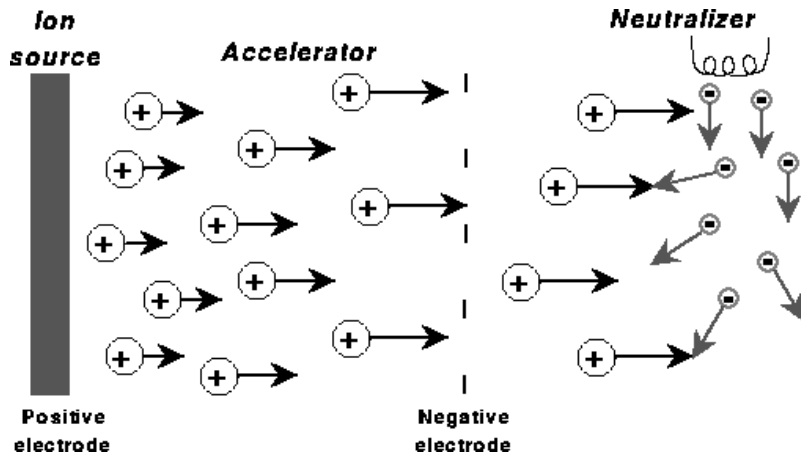 Ion
source
Accelerator
Neutralizer
Positive
electrode
Negative
electrode